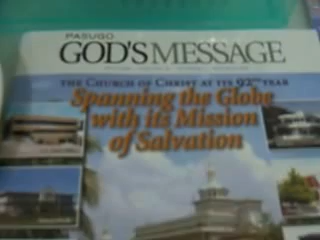 PASUGO
GOD'S MESSAGE
THE CHURCH OF CHRIST AT ITS 92ND YEAR
Spanning the Globe
with its Mission
of Salvation